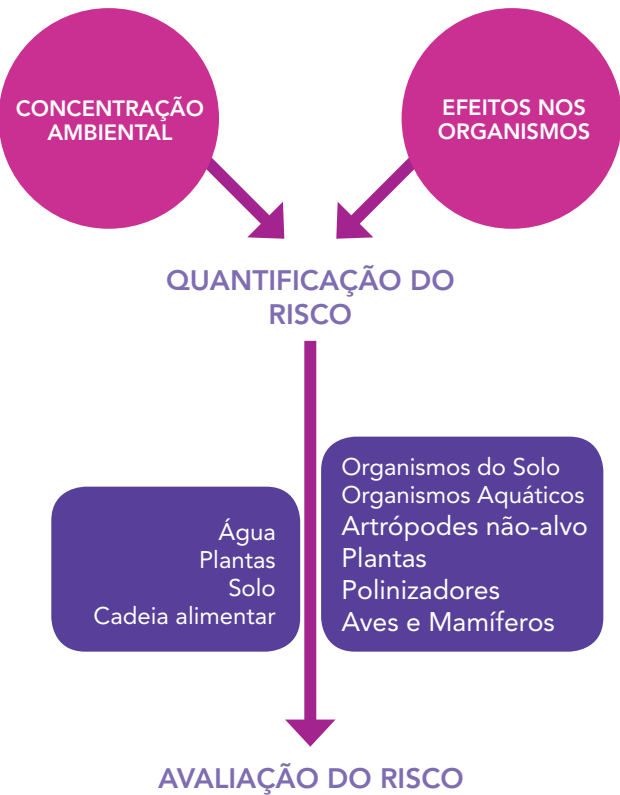 CONCENTRAÇÃO
AMBIENTAL
EFEITOS NOS
ORGANISMOS
QUANTIFICAÇÃO DO
RISCO
Água
Plantas
Solo
Cadeia alimentar
Organismos do Solo
Organismos Aquáticos
Artrópodes não-alvo
Plantas
Polinizadores
Aves e Mamíferos
AVALIAÇÃO DO RISCO